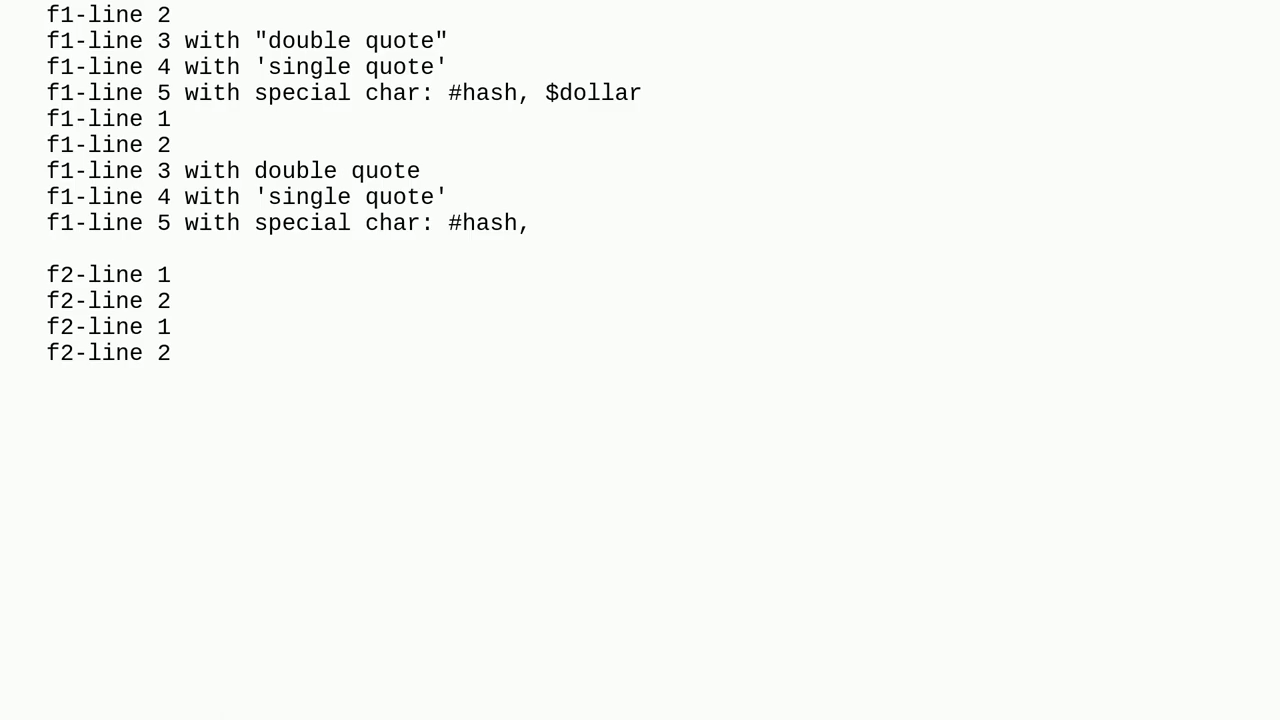 f1-line 2
f1-line 3 with "double quote"
f1-line 4 with 'single quote'
f1-line 5 with special char: #hash, $dollar
f1-line 1
f1-line 2
f1-line 3 with double quote
f1-line 4 with 'single quote'
f1-line 5 with special char: #hash,

f2-line 1
f2-line 2
f2-line 1
f2-line 2